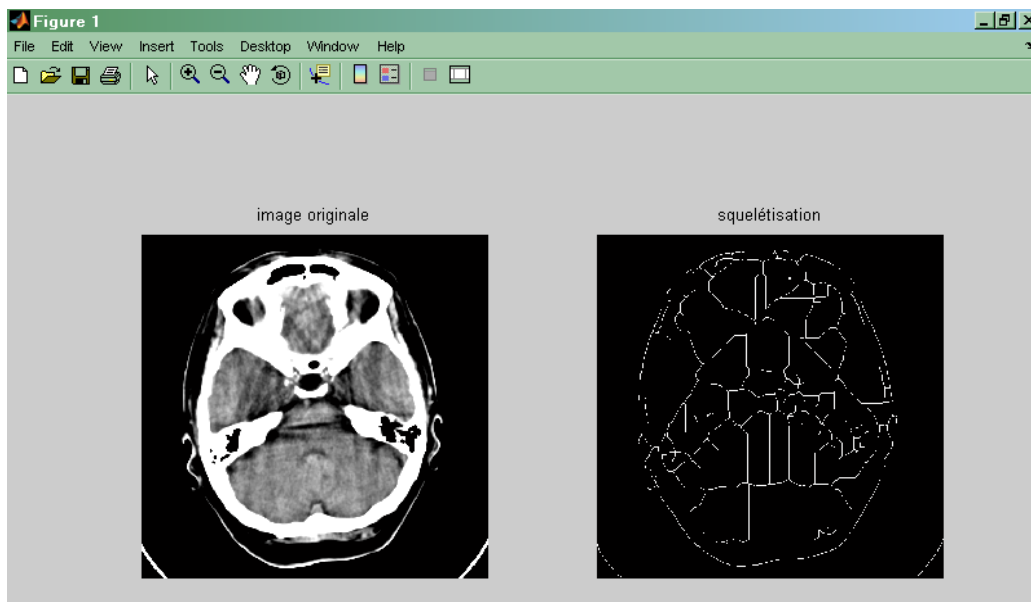 Figure 1
File Edit View Insert Tools Desktop Window Help
image originale squelétisation